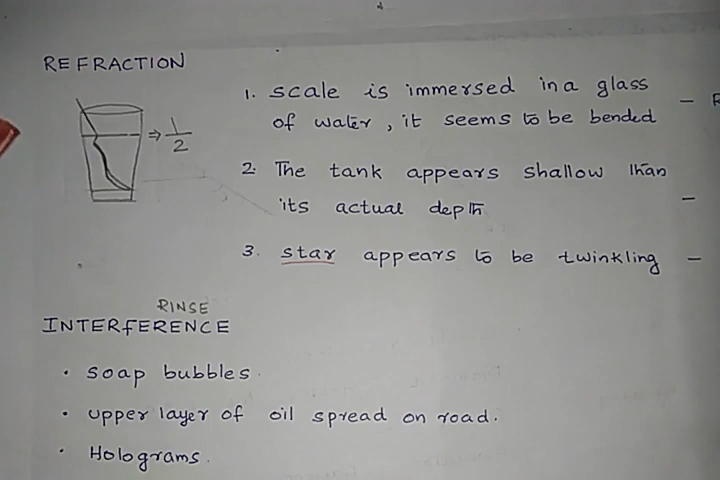 REFRACTION
1. scale is immersed in a glass
of water, it seems to be bended –
⇒ 1/2
2. The tank appears shallow than
its actual depth –
3. star appears to be twinkling –
RINSE
INTERFERENCE
• soap bubbles.
• upper layer of oil spread on road.
• Holograms.